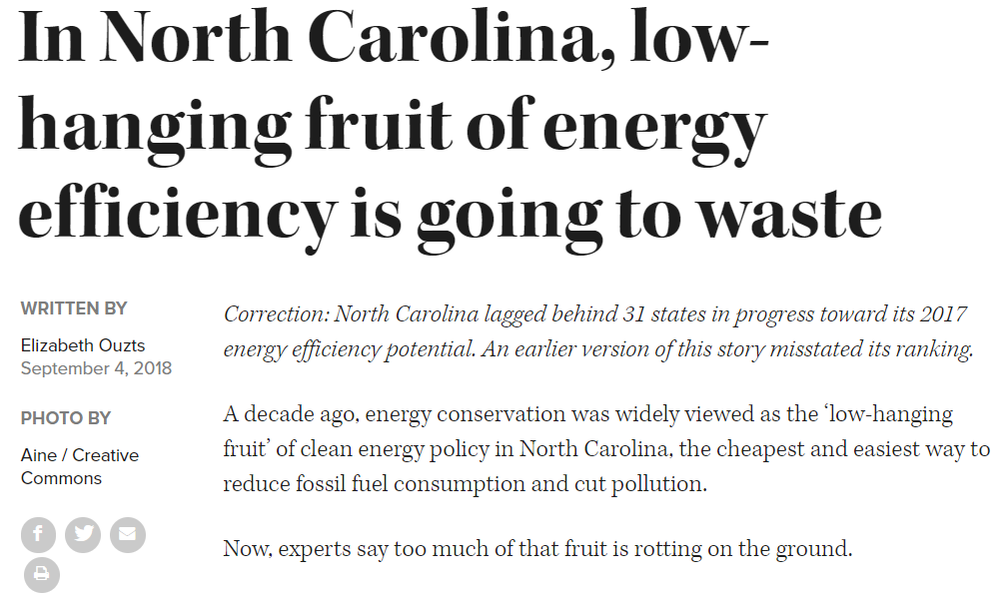 In North Carolina, low-
hanging fruit of energy
efficiency is going to waste
WRITTEN BY
Elizabeth Ouzts
September 4, 2018
PHOTO BY
Aine / Creative
Commons
Correction: North Carolina lagged behind 31 states in progress toward its 2017
energy efficiency potential. An earlier version of this story misstated its ranking.
A decade ago, energy conservation was widely viewed as the ‘low-hanging
fruit’ of clean energy policy in North Carolina, the cheapest and easiest way to
reduce fossil fuel consumption and cut pollution.
Now, experts say too much of that fruit is rotting on the ground.